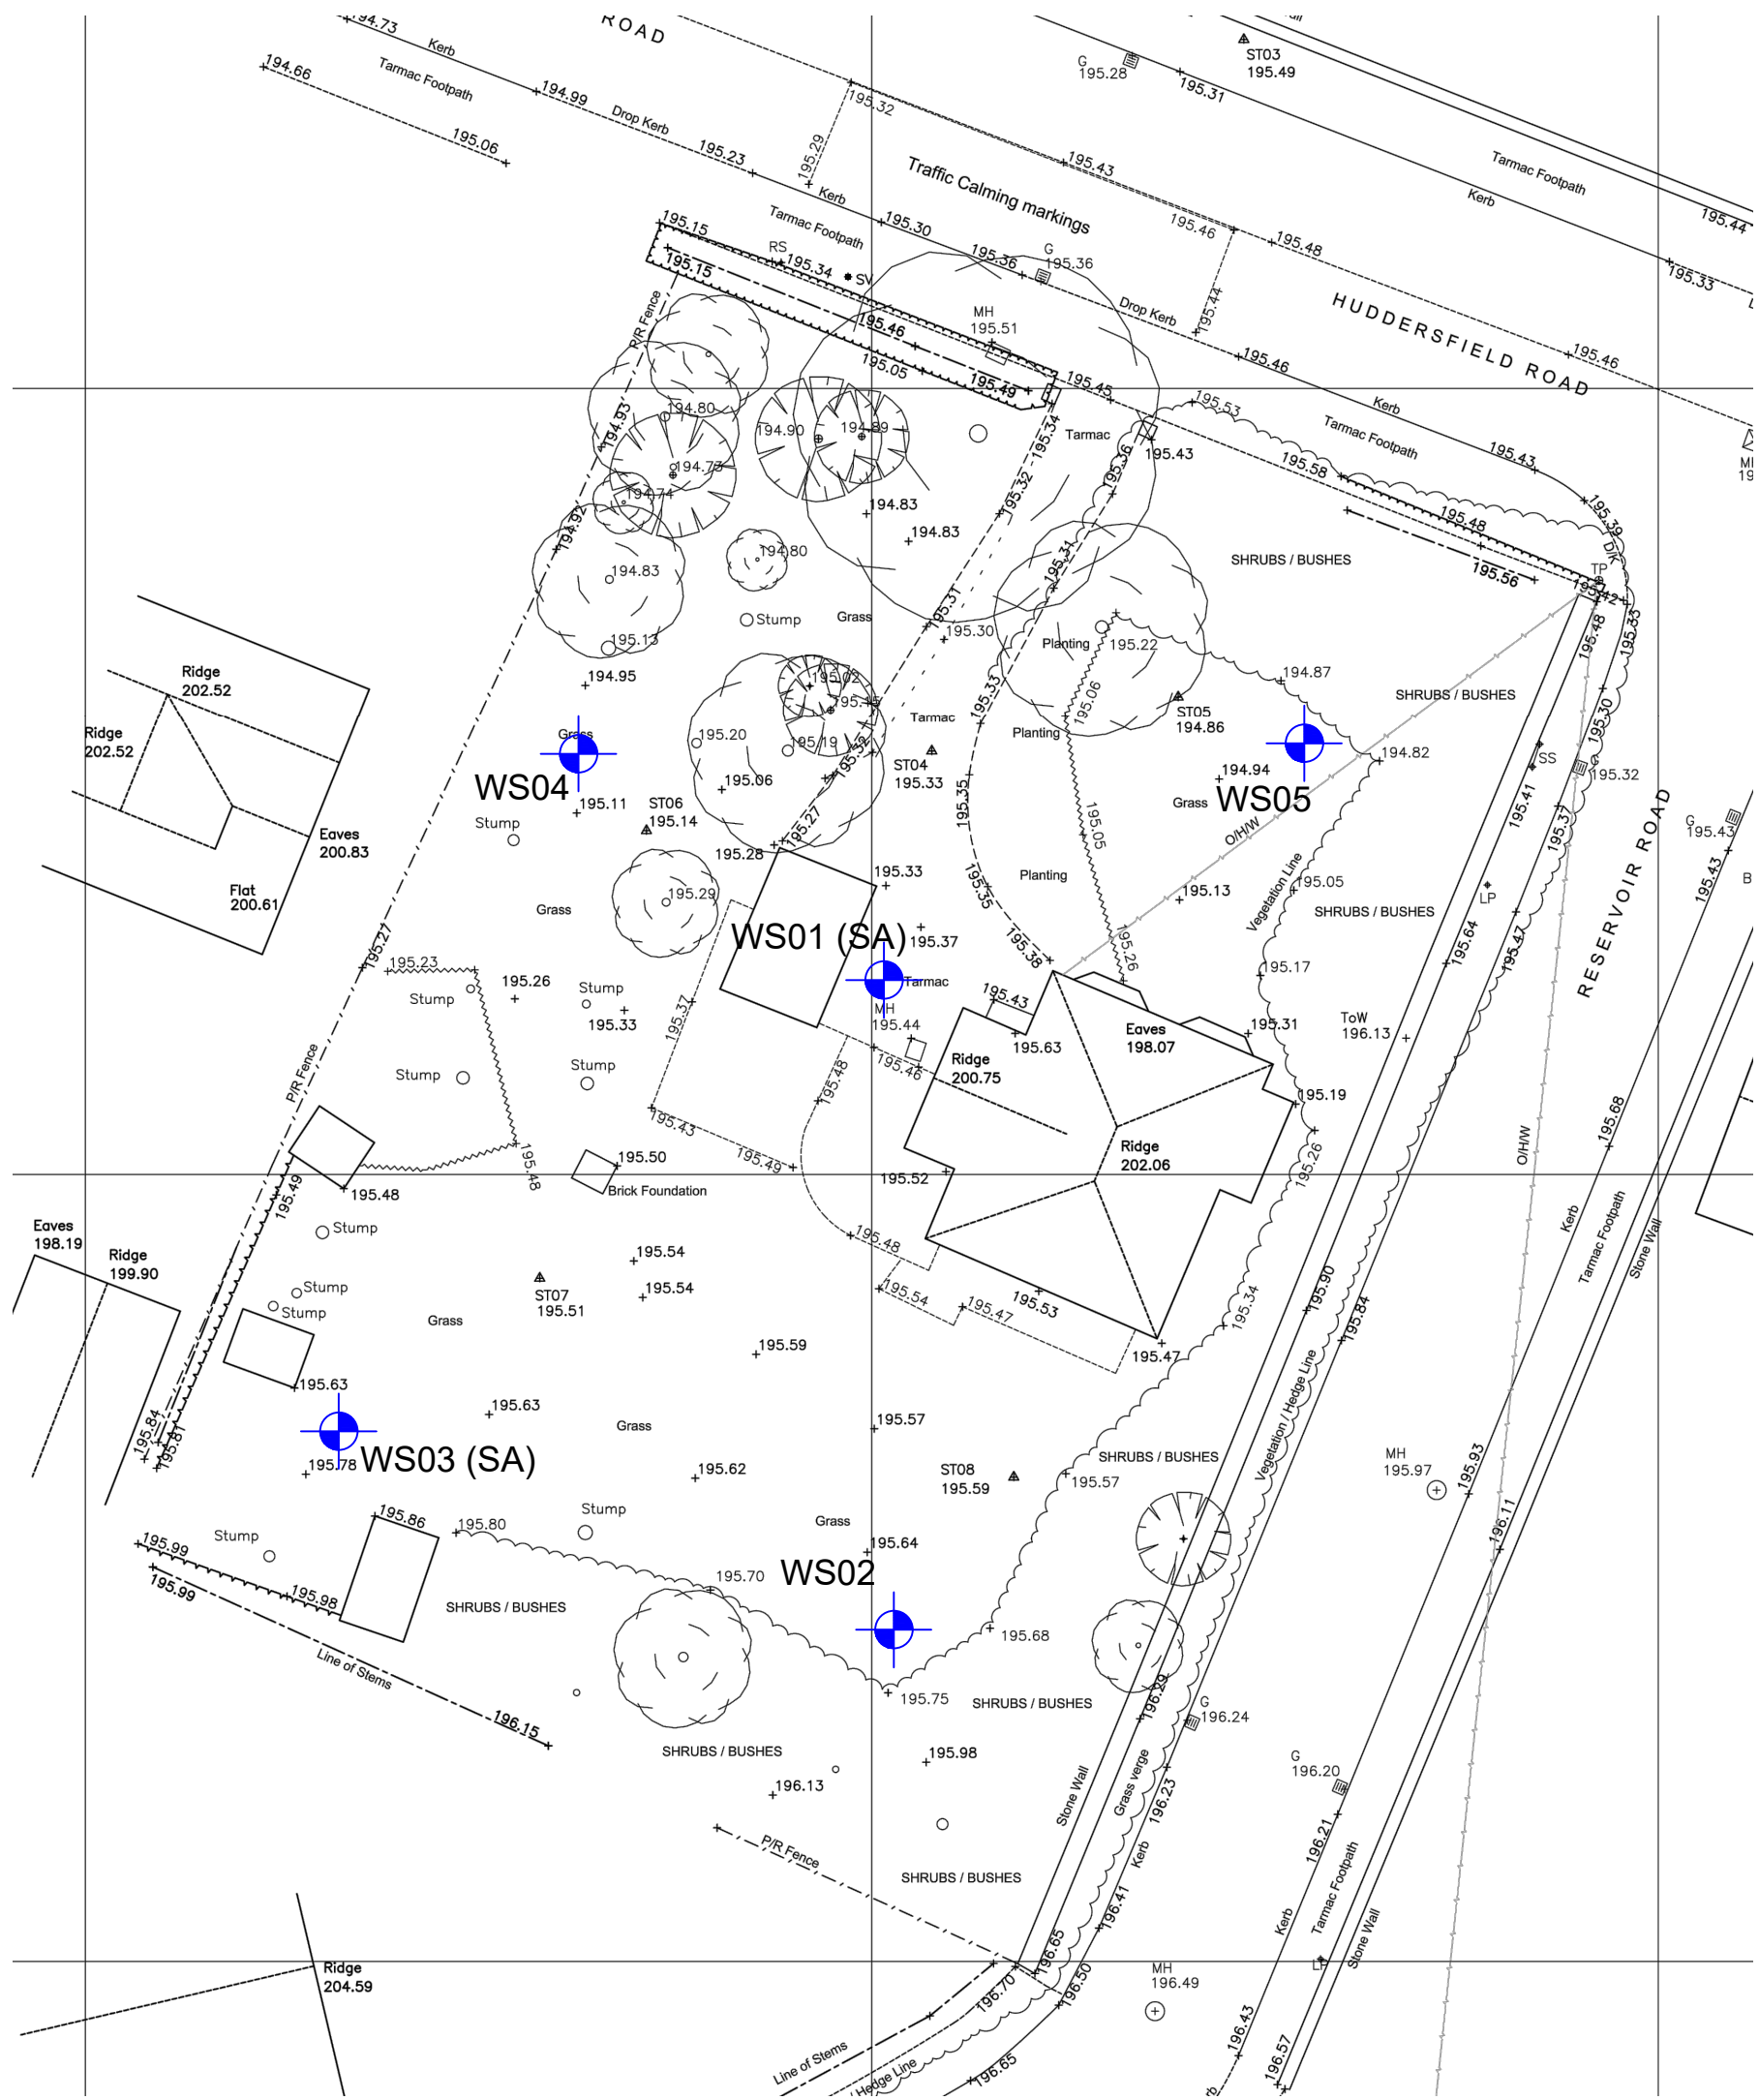 194.73
Kerb
ROAD
194.66
Tarmac Footpath
194.99
Drop Kerb
195.06
195.23
195.29
195.32
G
195.28
ST03
195.49
195.31
195.43
Traffic Calming markings
Tarmac Footpath
Kerb
195.44
Kerb
Tarmac Footpath
195.30
195.46
195.48
195.33
195.15
RS
195.34
SV
195.36
G
195.36
195.15
Drop Kerb
195.44
HUDDERSFIELD ROAD
P/R Fence
195.46
MH
195.51
195.46
195.46
195.05
195.49
195.45
195.53
Kerb
Tarmac Footpath
194.93
194.80
194.90
194.89
195.34
Tarmac
195.43
195.58
195.43
194.73
195.36
194.74
195.32
194.83
195.48
195.39
D/K
194.92
194.83
194.80
194.83
195.31
SHRUBS / BUSHES
195.56
TP
195.42
195.13
Stump
Grass
195.31
195.30
Planting
195.22
195.48
195.33
Ridge
202.52
194.95
195.02
195.15
195.33
195.06
194.87
SHRUBS / BUSHES
Tarmac
ST05
194.86
Ridge
202.52
Grass
195.20
195.19
195.32
Planting
194.82
195.30
SS
G
195.32
WS04
195.06
ST04
195.33
194.94
Grass
WS05
195.41
195.37
RESERVOIR ROAD
195.11
ST06
195.14
Stump
195.27
195.35
195.05
O/H/W
G
195.43
Eaves
200.83
195.28
195.33
195.35
Planting
Vegetation Line
195.05
195.43
Flat
200.61
Grass
195.29
195.13
SHRUBS / BUSHES
LP
B
WS01 (SA)
195.37
195.38
195.26
195.64
195.47
195.27
195.23
195.26
Stump
Stump
195.33
195.37
Tarmac
MH
195.44
195.43
195.17
ToW
196.13
195.63
Eaves
198.07
195.31
P/R Fence
Stump
Stump
195.48
195.46
Ridge
200.75
195.19
195.43
195.68
O/H/W
195.49
195.48
195.48
195.50
Brick Foundation
195.49
195.52
Ridge
202.06
195.26
Stump
Kerb
Tarmac Footpath
Stone Wall
Eaves
198.19
Ridge
199.90
195.54
195.48
Stump
Stump
ST07
195.51
195.54
195.54
195.47
195.53
195.34
195.90
195.84
Grass
195.59
195.47
195.63
195.84
195.81
195.63
Grass
195.57
Vegetation / Hedge Line
195.78
WS03 (SA)
195.62
ST08
195.59
195.57
SHRUBS / BUSHES
MH
195.97
195.93
196.11
195.86
195.80
Stump
Stump
Grass
195.64
195.99
195.99
195.98
195.70
WS02
SHRUBS / BUSHES
195.68
Line of Stems
196.15
195.75
SHRUBS / BUSHES
196.29
G
196.24
SHRUBS / BUSHES
195.98
196.13
Stone Wall
Grass verge
196.23
G
196.20
P/R Fence
Kerb
196.21
Tarmac Footpath
SHRUBS / BUSHES
196.41
Kerb
Stone Wall
196.65
Ridge
204.59
196.70
196.50
MH
196.49
LP
196.43
196.57
Line of Stems
Hedge Line
196.65